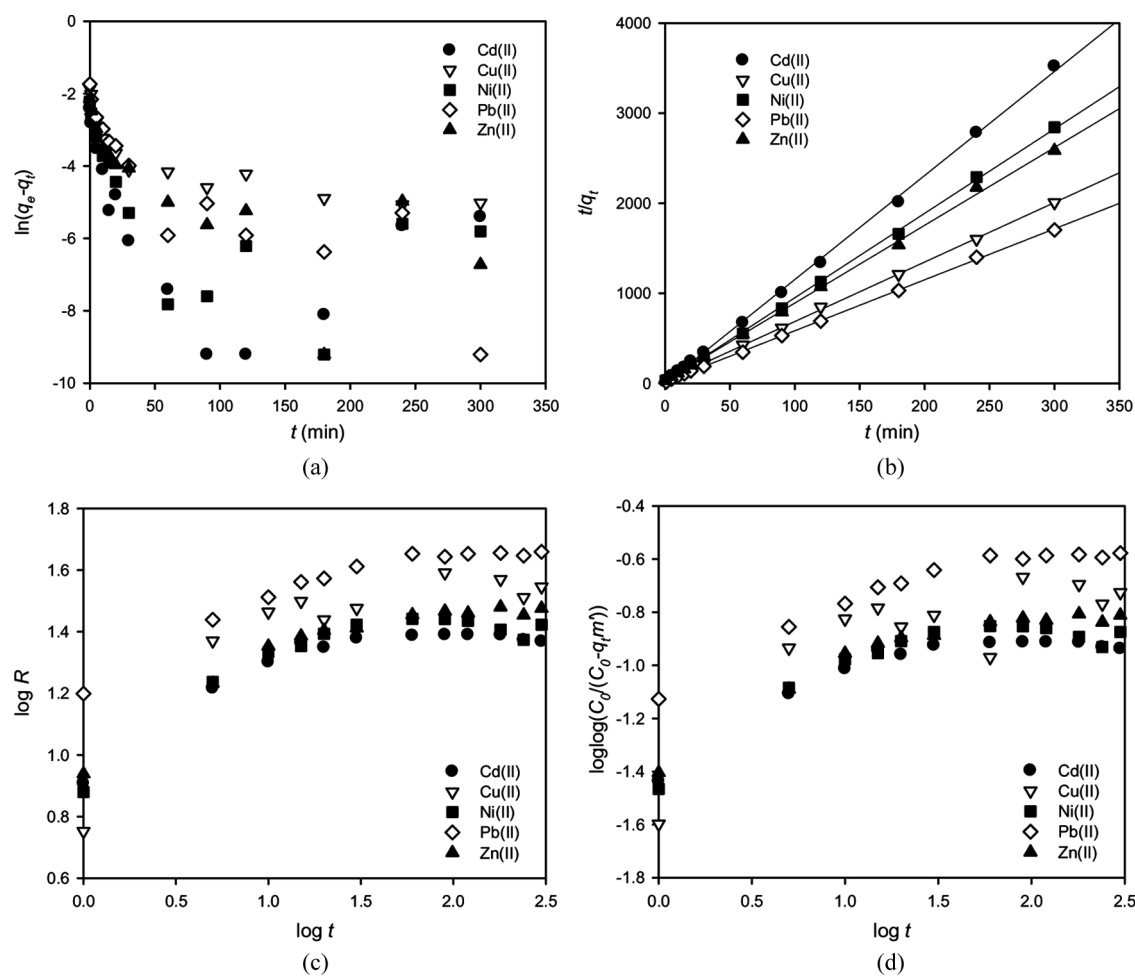 0
-2
-4
-6
-8
-10
ln(qₑ-qₜ)
Cd(II)
Cu(II)
Ni(II)
Pb(II)
Zn(II)
0 50 100 150 200 250 300 350
t (min)
(a)
4000
3000
2000
1000
0
t/qₜ
Cd(II)
Cu(II)
Ni(II)
Pb(II)
Zn(II)
0 50 100 150 200 250 300 350
t (min)
(b)
1.8
1.6
1.4
1.2
1.0
0.8
0.6
log R
Cd(II)
Cu(II)
Ni(II)
Pb(II)
Zn(II)
0.0 0.5 1.0 1.5 2.0 2.5
log t
(c)
-0.4
-0.6
-0.8
-1.0
-1.2
-1.4
-1.6
-1.8
loglog(C₀/(C₀-qₜm'))
Cd(II)
Cu(II)
Ni(II)
Pb(II)
Zn(II)
0.0 0.5 1.0 1.5 2.0 2.5
log t
(d)